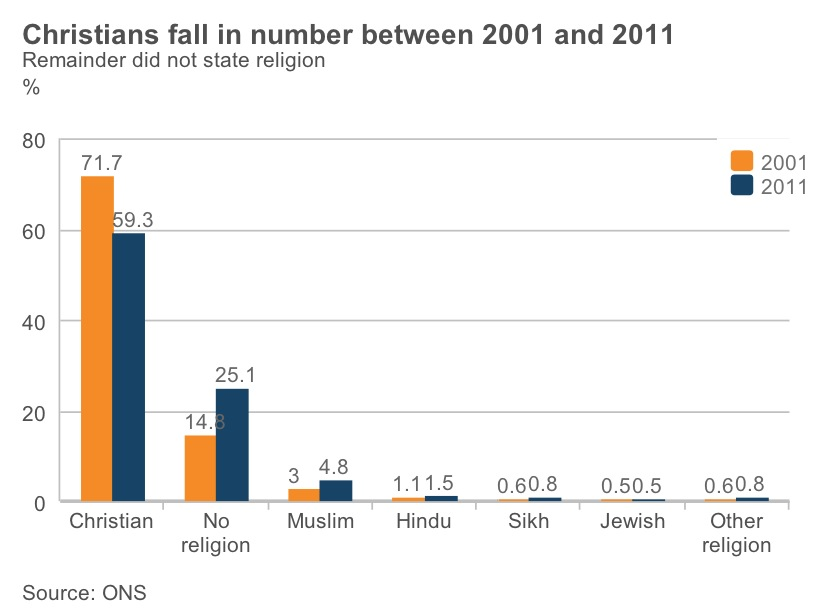 Christians fall in number between 2001 and 2011
Remainder did not state religion
%
80
71.7
2001
2011
59.3
60
40
25.1
20
14.8
3
4.8
1.1
1.5
0.6
0.8
0.5
0.5
0.6
0.8
0
Christian
No
religion
Muslim
Hindu
Sikh
Jewish
Other
religion
Source: ONS